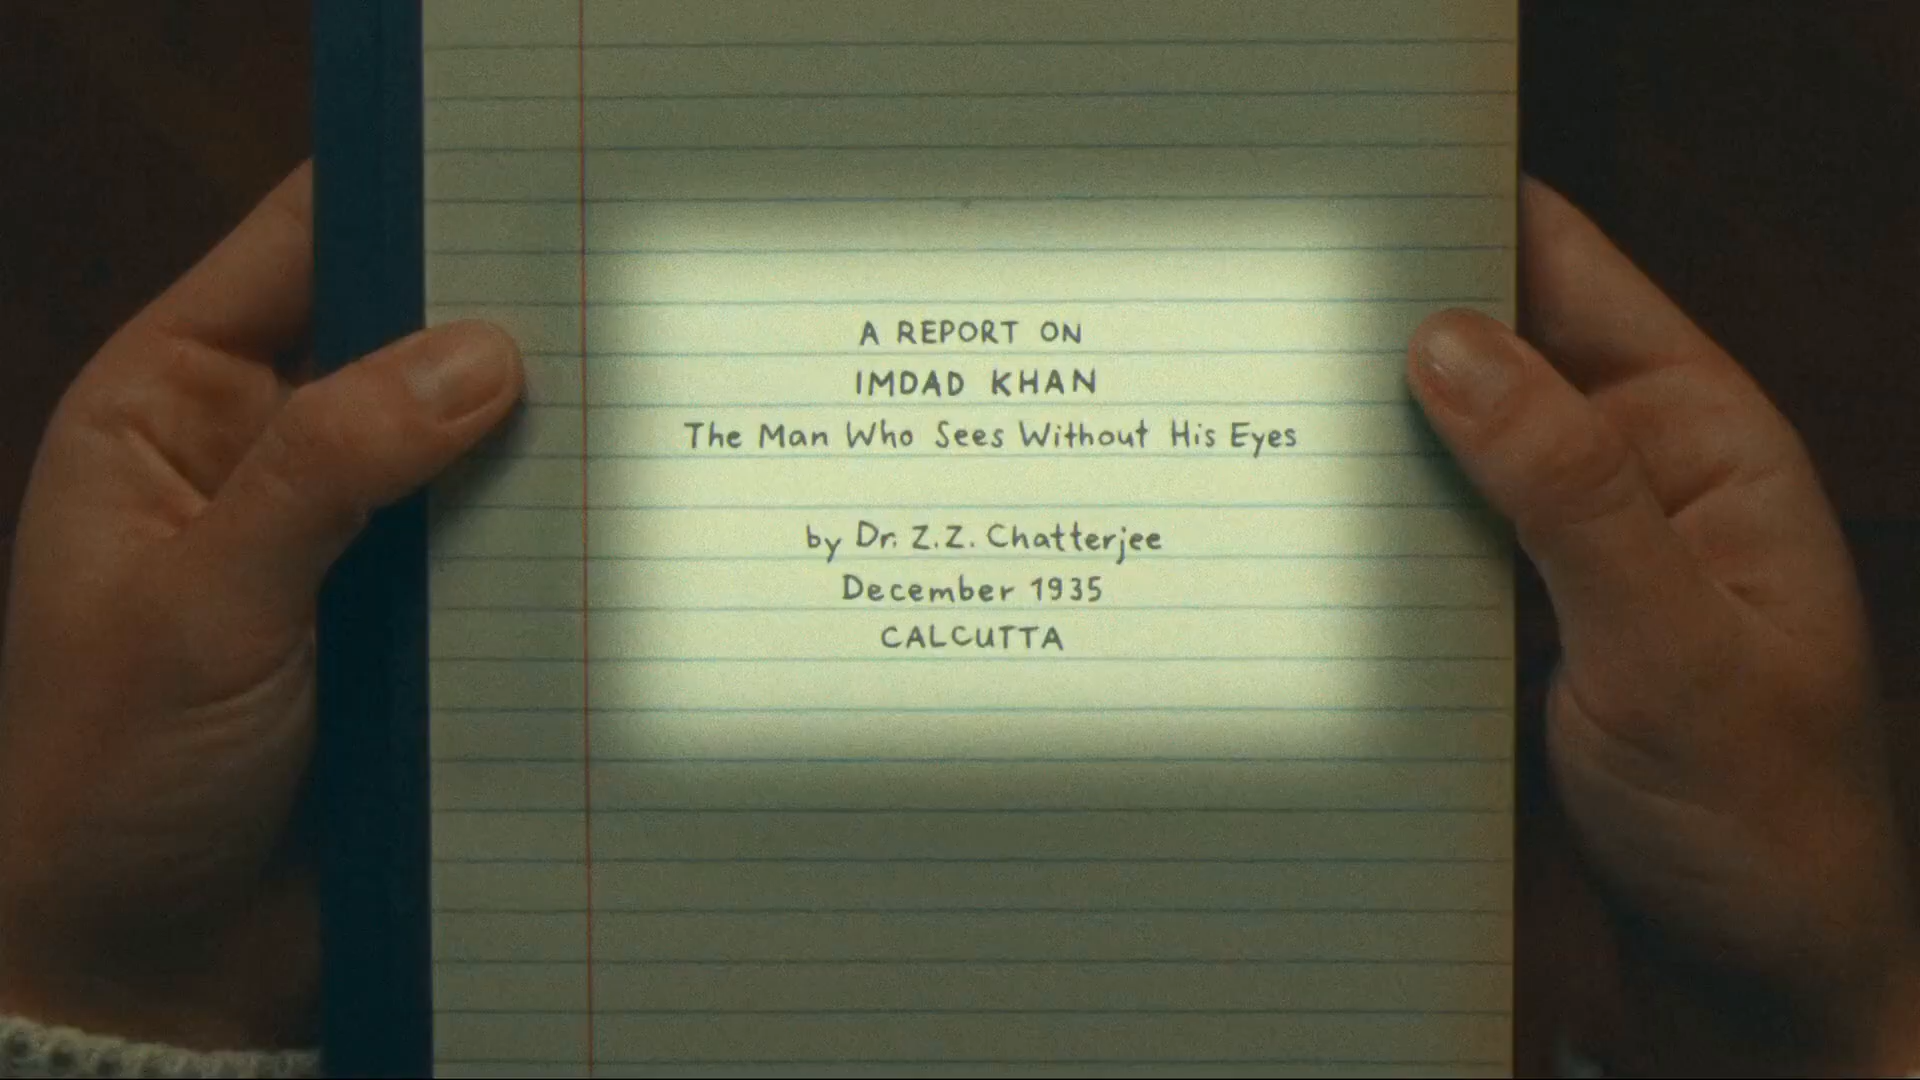 A REPORT ON
IMDAD KHAN
The Man Who Sees Without His Eyes
by Dr. Z.Z. Chatterjee
December 1935
CALCUTTA